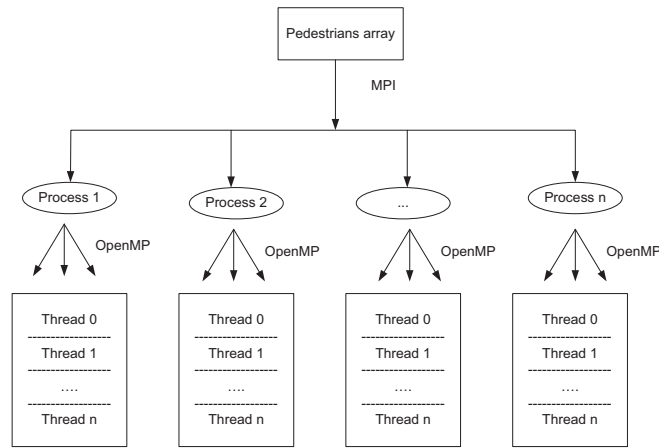 Pedestrians array
MPI
Process 1
Process 2
...
Process n
OpenMP
OpenMP
OpenMP
OpenMP
Thread 0
Thread 1
....
Thread n
Thread 0
Thread 1
....
Thread n
Thread 0
Thread 1
....
Thread n
Thread 0
Thread 1
....
Thread n